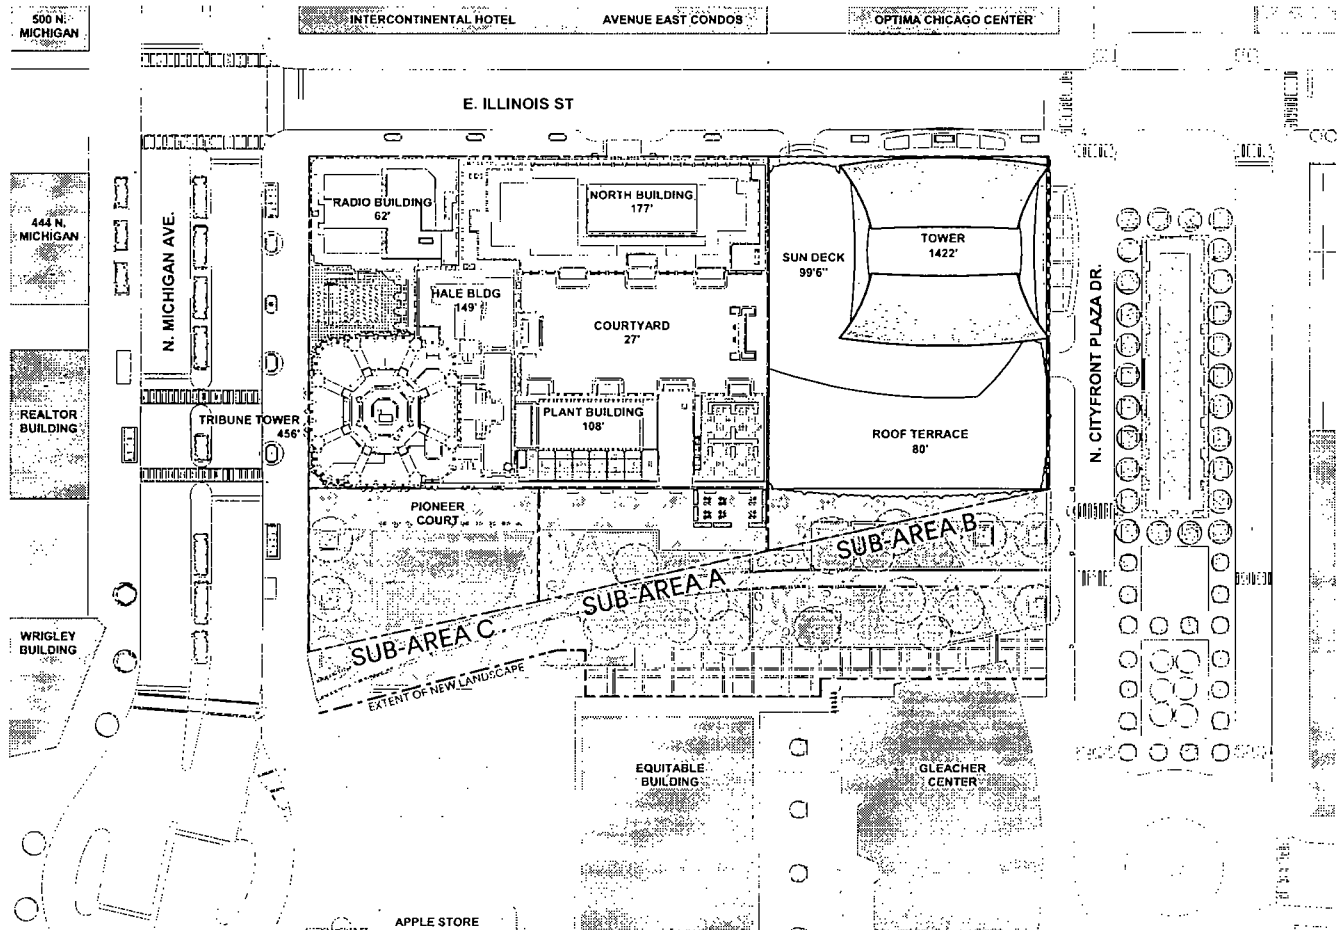 500 N.
MICHIGAN
INTERCONTINENTAL HOTEL
AVENUE EAST CONDOS
OPTIMA CHICAGO CENTER
E. ILLINOIS ST
444 N.
MICHIGAN
N. MICHIGAN AVE.
RADIO BUILDING
62'
NORTH BUILDING
177'
SUN DECK
99'6"
TOWER
1422'
HALE BLDG
149'
COURTYARD
27'
N. CITYFRONT PLAZA DR.
REALTOR
BUILDING
TRIBUNE TOWER
456'
PLANT BUILDING
108'
ROOF TERRACE
80'
PIONEER
COURT
SUB-AREA B
SUB-AREA A
SUB-AREA C
EXTENT OF NEW LANDSCAPE
WRIGLEY
BUILDING
EQUITABLE
BUILDING
GLEACHER
CENTER
APPLE STORE